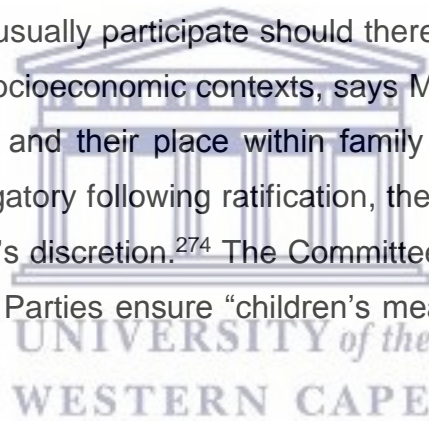 usually participate should there
ocioeconomic contexts, says M
and their place within family
gatory following ratification, the
's discretion.274 The Committee
Parties ensure “children's mea
UNIVERSITY of the
WESTERN CAPE